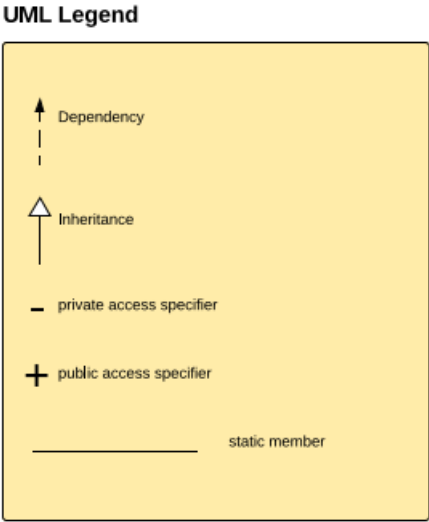 UML Legend
Dependency
Inheritance
- private access specifier
+ public access specifier
static member